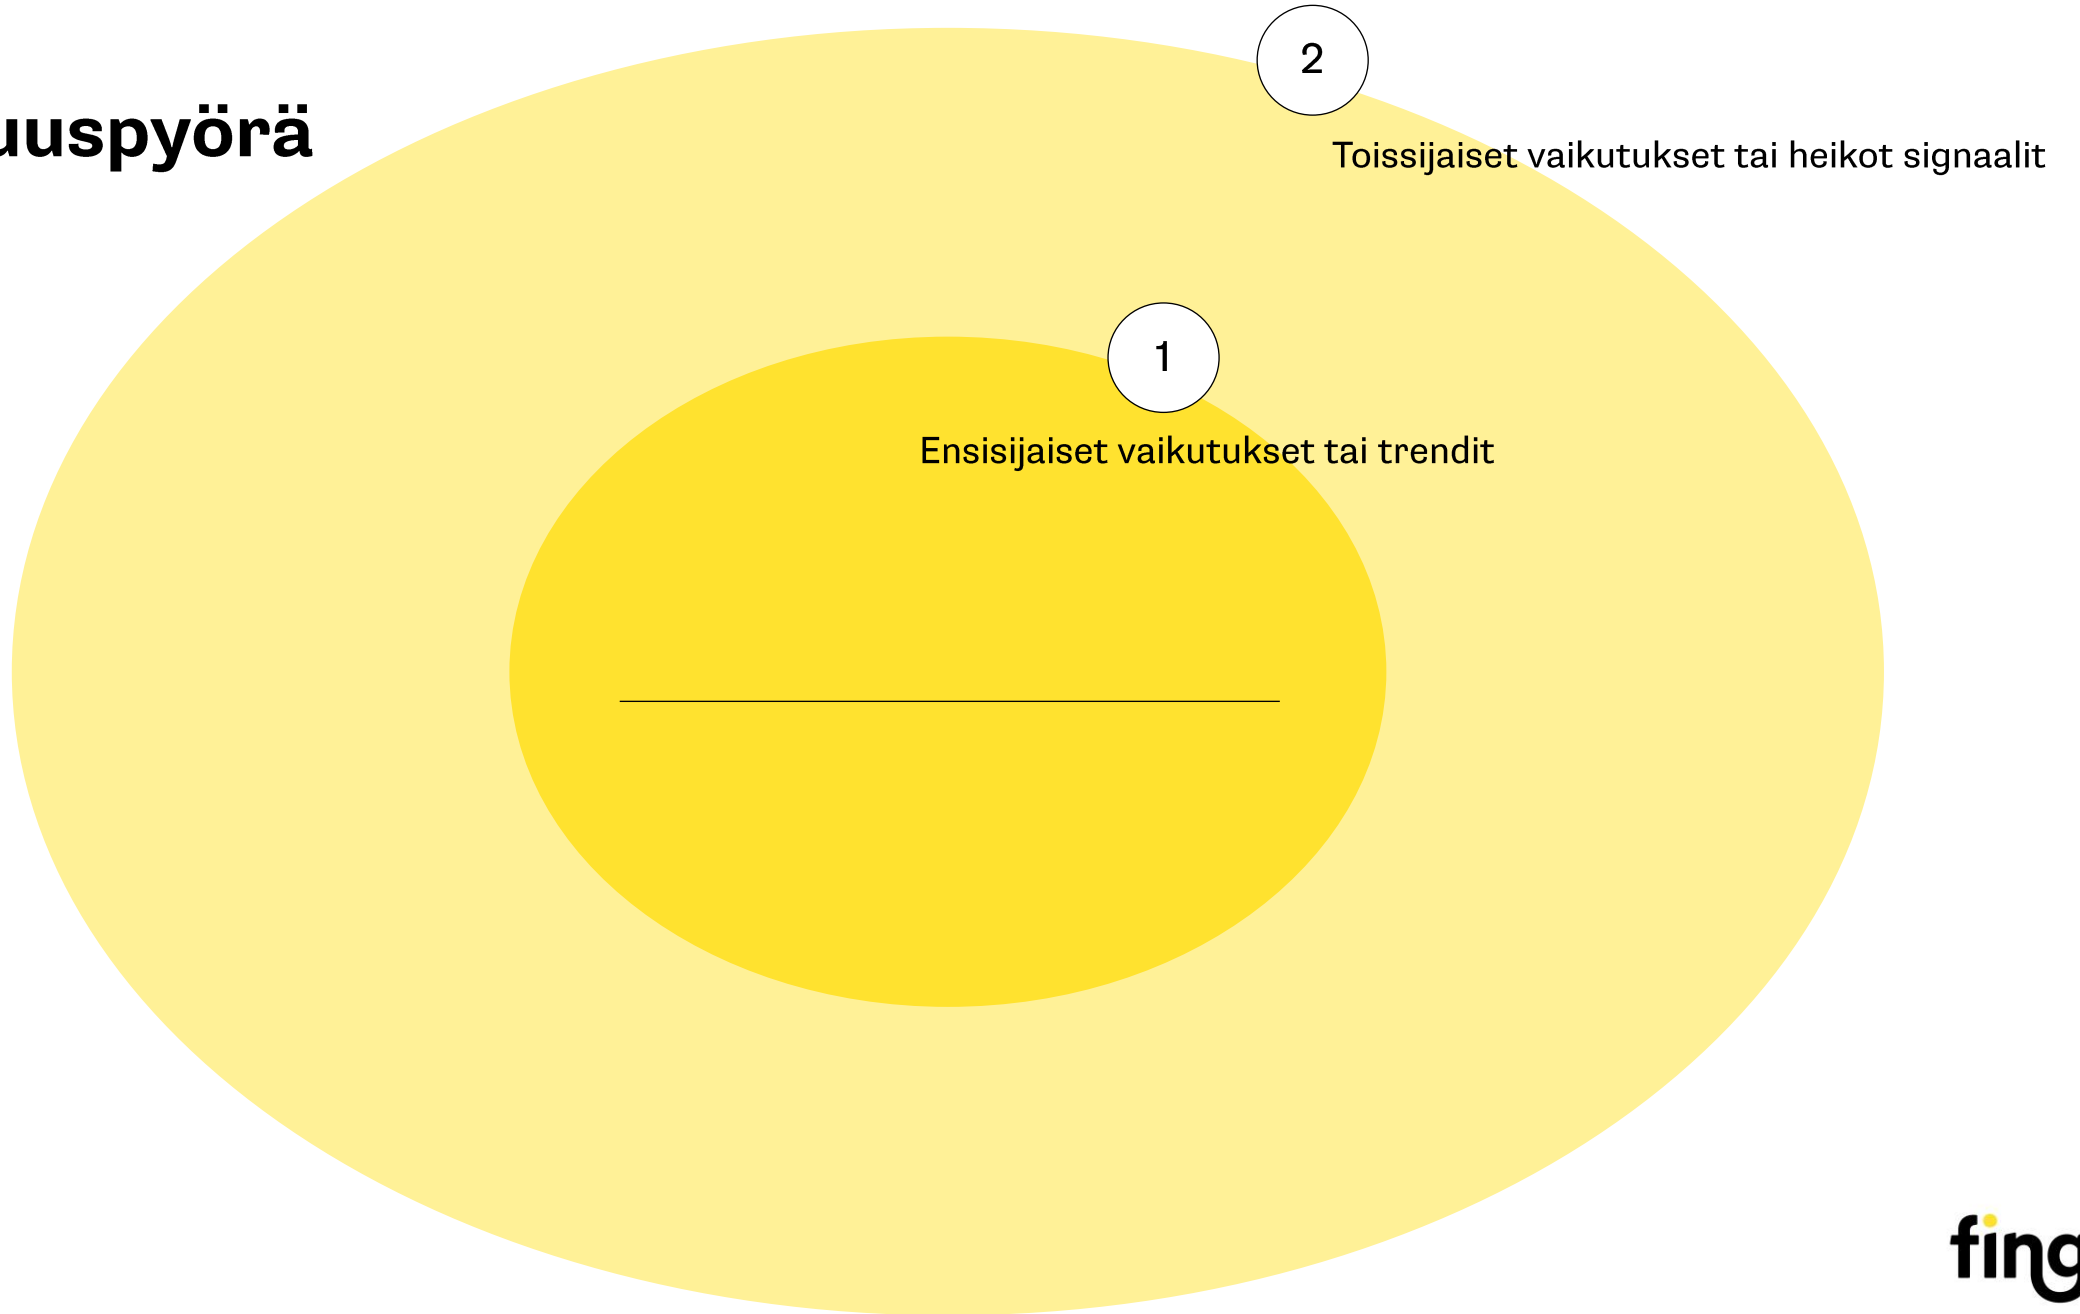 2
uuspyörä
Toissijaiset vaikutukset tai heikot signaalit
1
Ensisijaiset vaikutukset tai trendit
fing